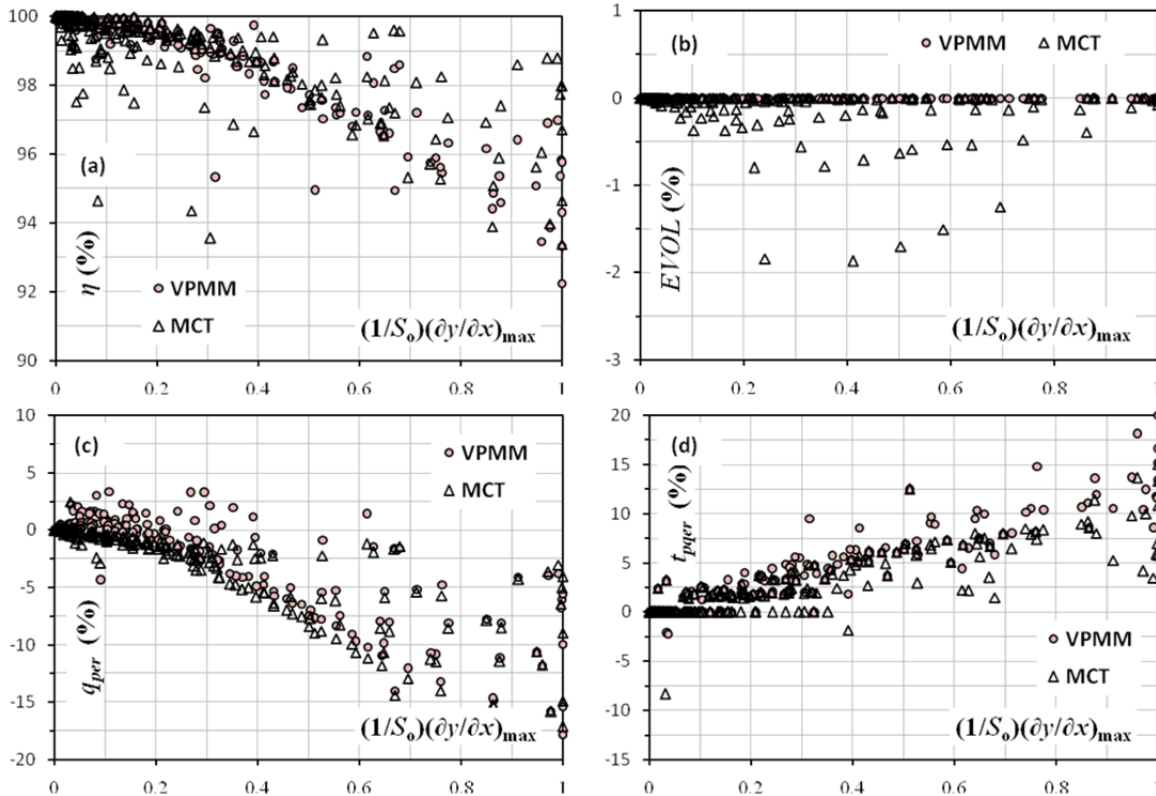 100
98
96
94
92
90
(a)
η (%)
VPMM
MCT
(1/So)(∂y/∂x)max
0
0.2
0.4
0.6
0.8
1
1
0
-1
-2
-3
(b)
VPMM
MCT
EVOL (%)
(1/So)(∂y/∂x)max
0
0.2
0.4
0.6
0.8
1
10
5
0
-5
-10
-15
-20
(c)
VPMM
MCT
qper (%)
(1/So)(∂y/∂x)max
0
0.2
0.4
0.6
0.8
1
20
15
10
5
0
-5
-10
-15
(d)
tpqer (%)
VPMM
MCT
(1/So)(∂y/∂x)max
0
0.2
0.4
0.6
0.8
1